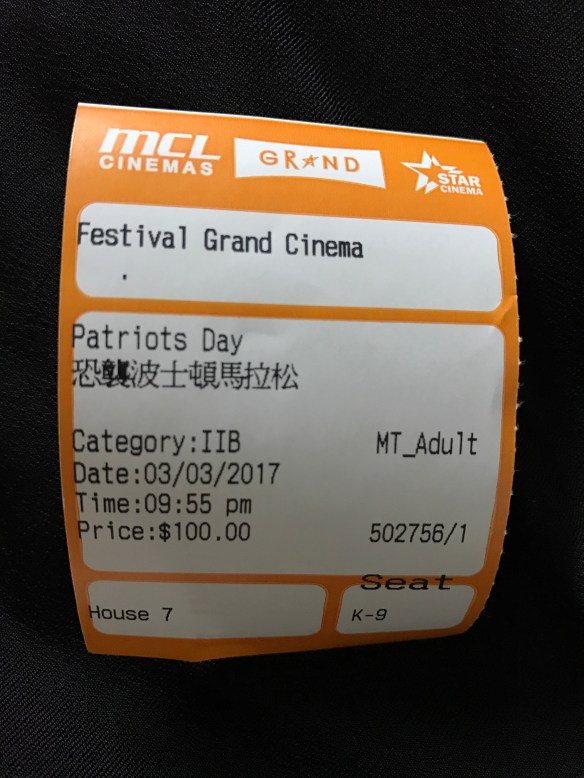 MCL CINEMAS
GRAND
STAR CINEMA
Festival Grand Cinema
Patriots Day
恐襲波士頓馬拉松
Category:IIB MT_Adult
Date:03/03/2017
Time:09:55 pm
Price:$100.00 502756/1
Seat
House 7 K-9